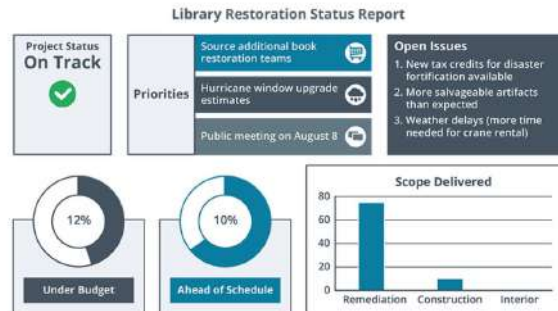 Library Restoration Status Report
Project Status
On Track
Priorities
Source additional book
restoration teams
Hurricane window upgrade
estimates
Public meeting on August 8
Open Issues
1. New tax credits for disaster
fortification available
2. More salvageable artifacts
than expected
3. Weather delays (more time
needed for crane rental)
12%
Under Budget
10%
Ahead of Schedule
Scope Delivered
80
60
40
20
0
Remediation Construction Interior